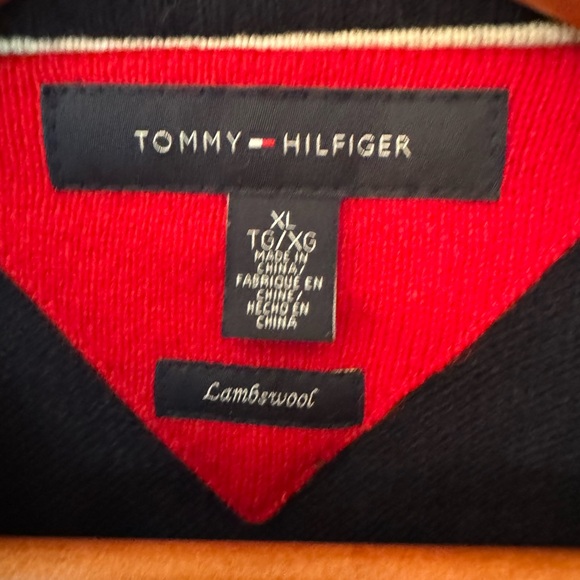 TOMMY HILFIGER
XL
TG/XG
MADE IN
CHINA/
FABRIQUE EN
CHINE/
HECHO EN
CHINA
Lambswool